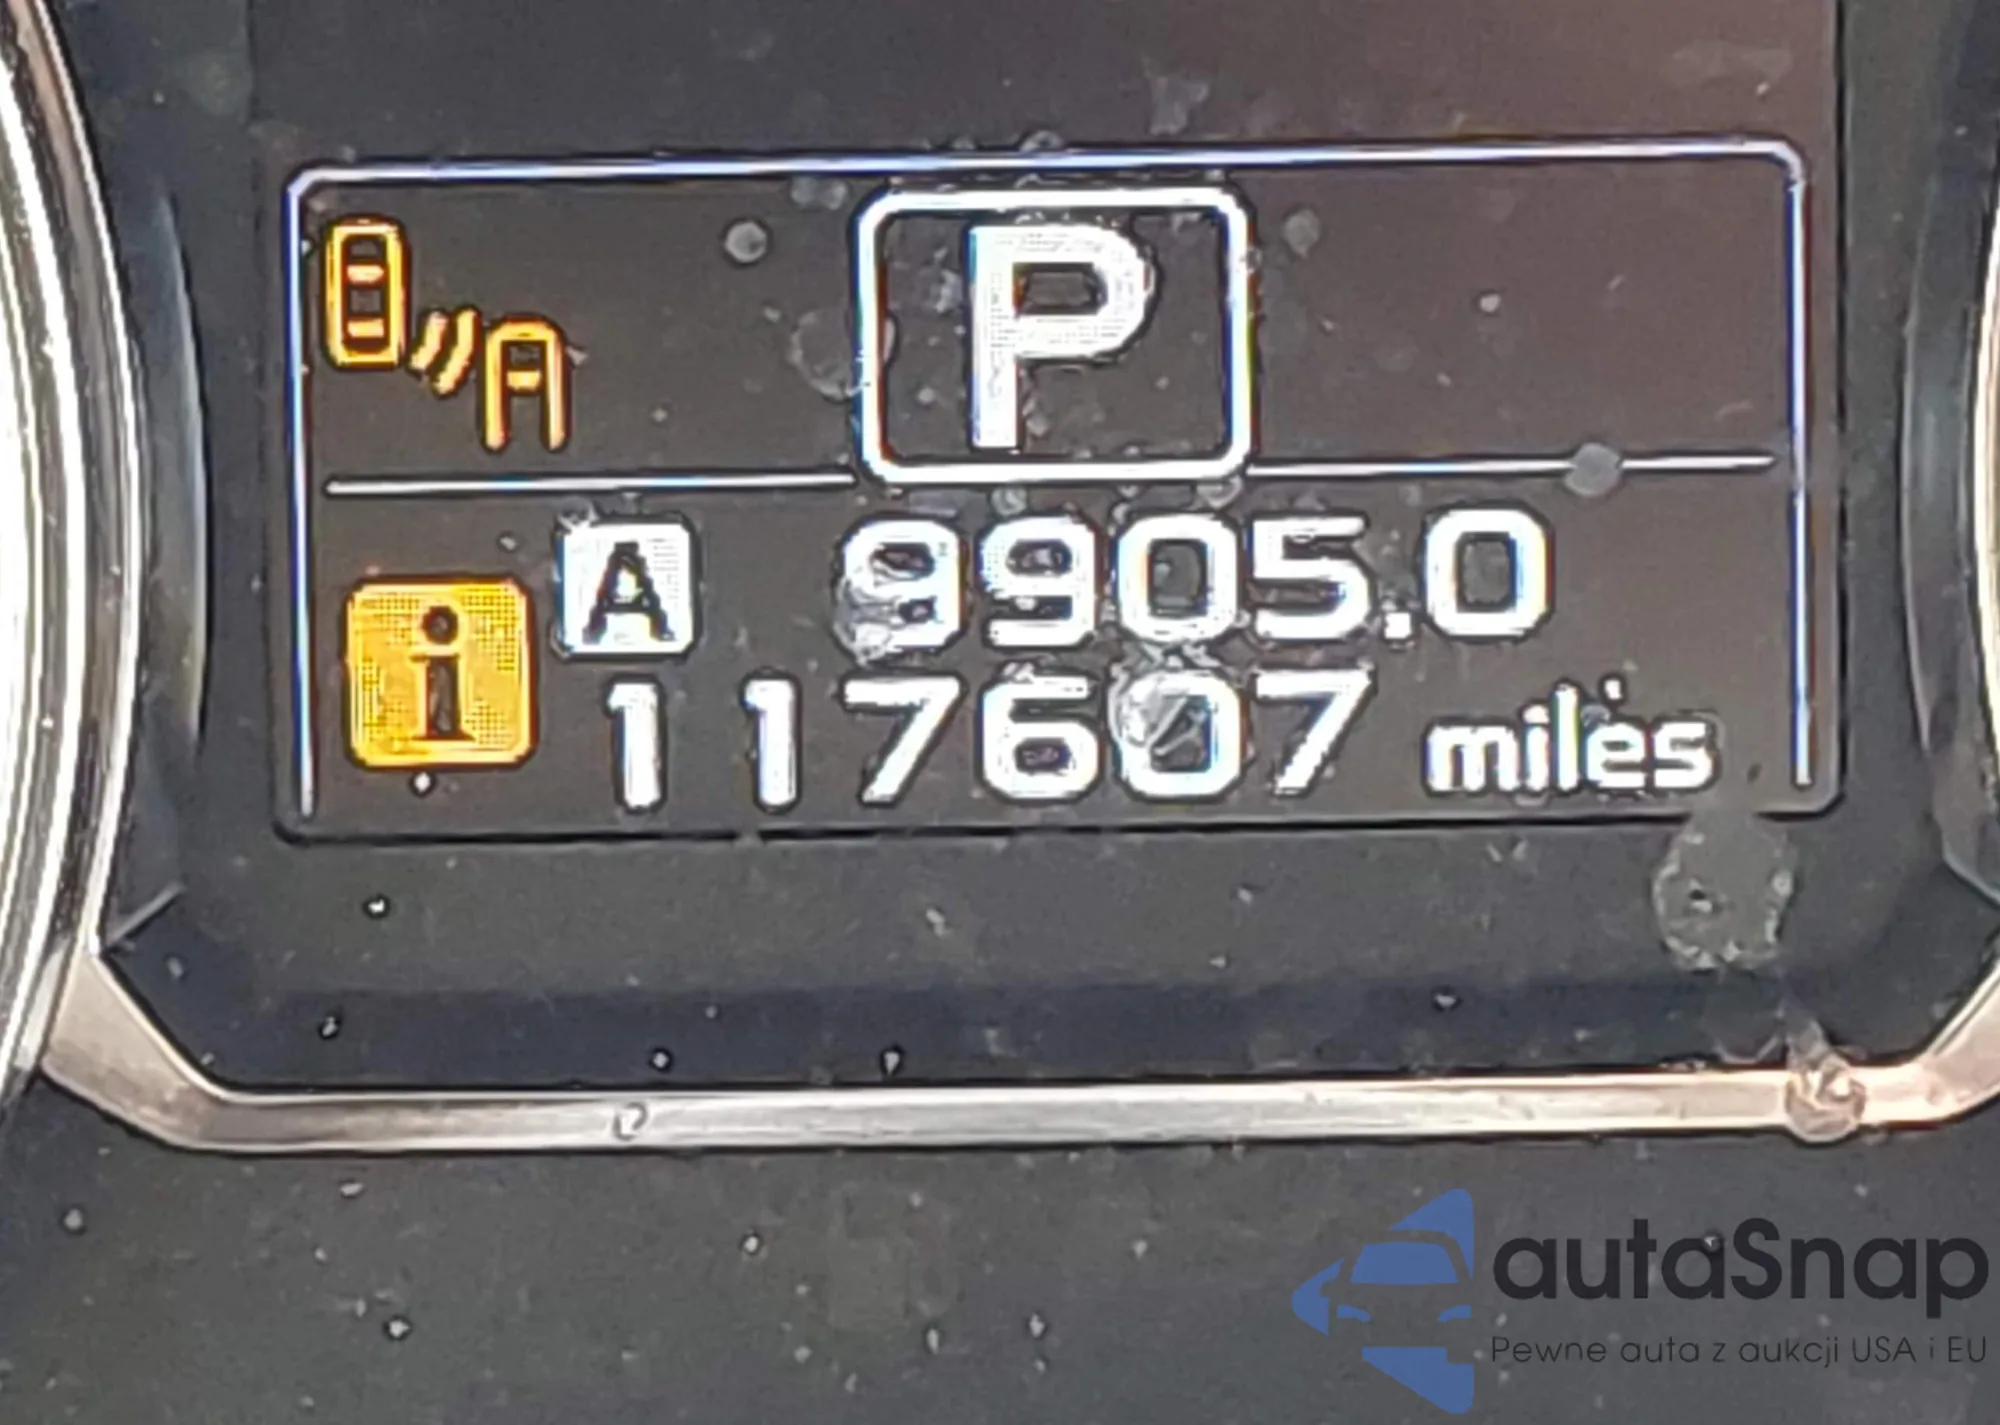 P
A 9905.0
i 117607 miles
autaSnap
Pewne auta z aukcji USA i EU